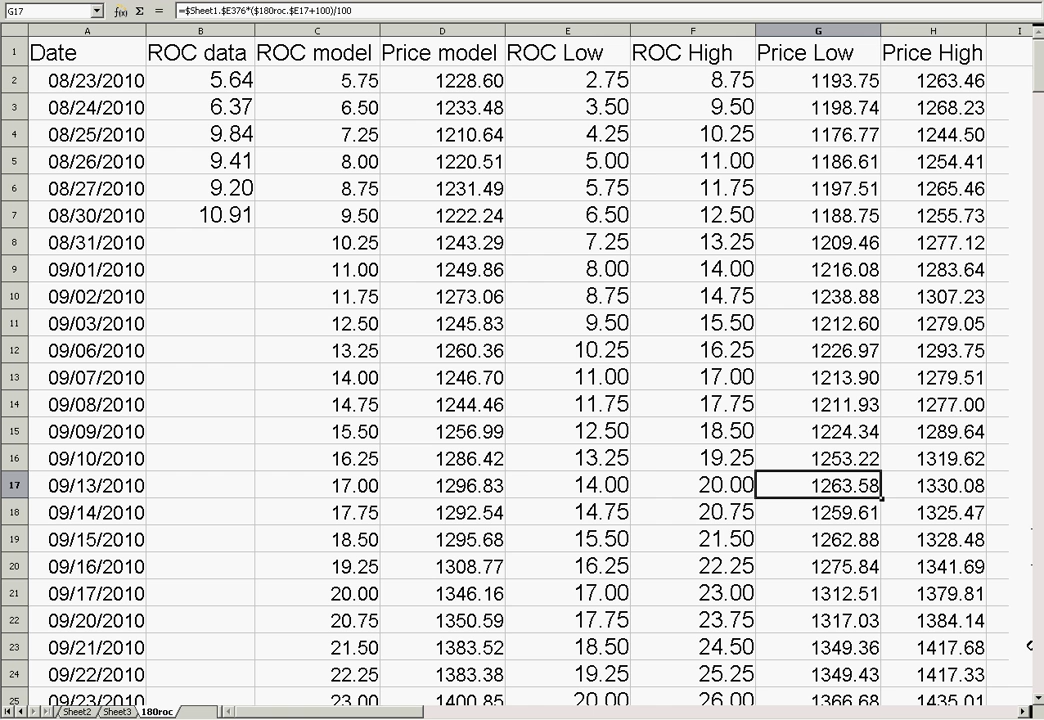 G17 f(x) Σ = =$Sheet1.$E376*($180roc.$E17+100)/100
A B C D E F G H I
1 Date ROC data ROC model Price model ROC Low ROC High Price Low Price High
2 08/23/2010 5.64 5.75 1228.60 2.75 8.75 1193.75 1263.46
3 08/24/2010 6.37 6.50 1233.48 3.50 9.50 1198.74 1268.23
4 08/25/2010 9.84 7.25 1210.64 4.25 10.25 1176.77 1244.50
5 08/26/2010 9.41 8.00 1220.51 5.00 11.00 1186.61 1254.41
6 08/27/2010 9.20 8.75 1231.49 5.75 11.75 1197.51 1265.46
7 08/30/2010 10.91 9.50 1222.24 6.50 12.50 1188.75 1255.73
8 08/31/2010 10.25 1243.29 7.25 13.25 1209.46 1277.12
9 09/01/2010 11.00 1249.86 8.00 14.00 1216.08 1283.64
10 09/02/2010 11.75 1273.06 8.75 14.75 1238.88 1307.23
11 09/03/2010 12.50 1245.83 9.50 15.50 1212.60 1279.05
12 09/06/2010 13.25 1260.36 10.25 16.25 1226.97 1293.75
13 09/07/2010 14.00 1246.70 11.00 17.00 1213.90 1279.51
14 09/08/2010 14.75 1244.46 11.75 17.75 1211.93 1277.00
15 09/09/2010 15.50 1256.99 12.50 18.50 1224.34 1289.64
16 09/10/2010 16.25 1286.42 13.25 19.25 1253.22 1319.62
17 09/13/2010 17.00 1296.83 14.00 20.00 1263.58 1330.08
18 09/14/2010 17.75 1292.54 14.75 20.75 1259.61 1325.47
19 09/15/2010 18.50 1295.68 15.50 21.50 1262.88 1328.48
20 09/16/2010 19.25 1308.77 16.25 22.25 1275.84 1341.69
21 09/17/2010 20.00 1346.16 17.00 23.00 1312.51 1379.81
22 09/20/2010 20.75 1350.59 17.75 23.75 1317.03 1384.14
23 09/21/2010 21.50 1383.52 18.50 24.50 1349.36 1417.68
24 09/22/2010 22.25 1383.38 19.25 25.25 1349.43 1417.33
25 09/23/2010 23.00 1400.85 20.00 26.00 1366.68 1435.01
Sheet2 Sheet3 180roc